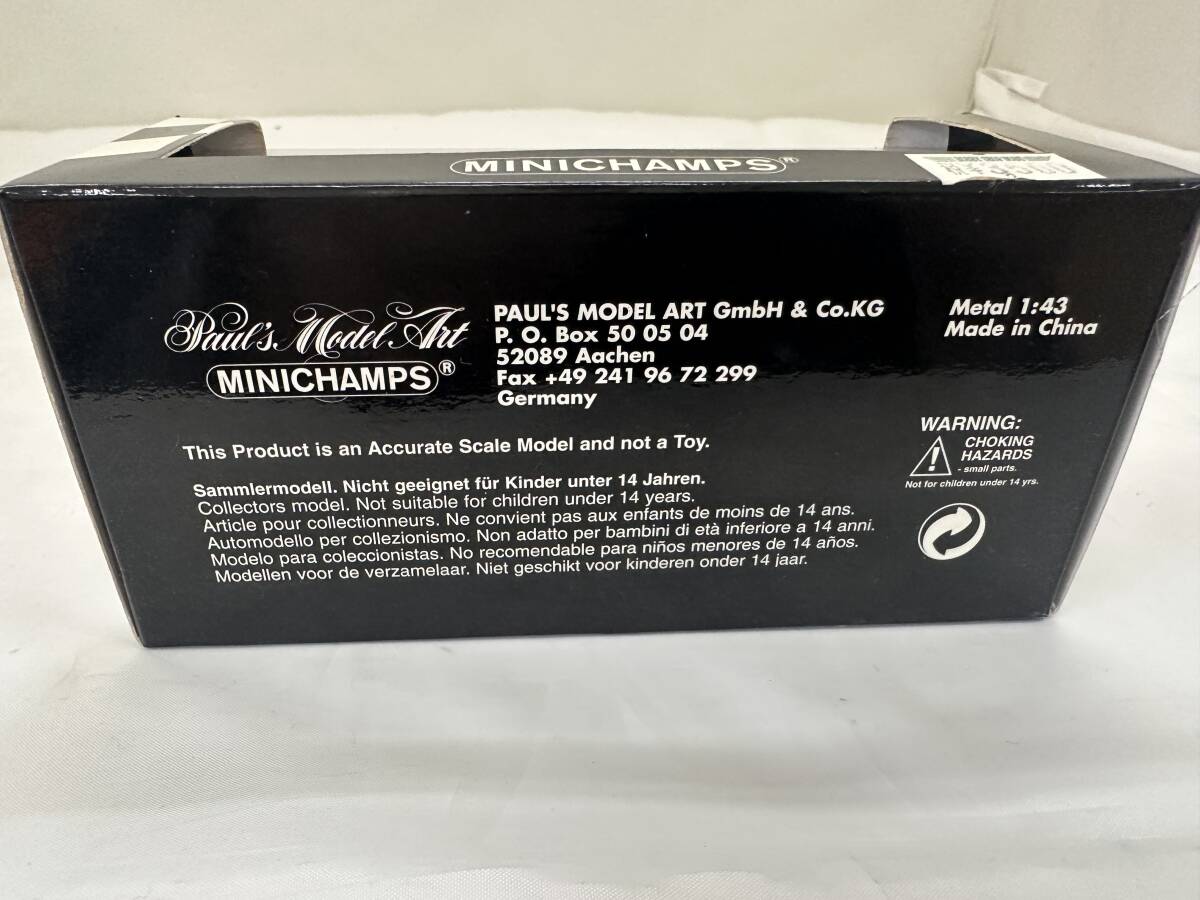 MINICHAMPS®
Paul's Model Art
MINICHAMPS®
PAUL'S MODEL ART GmbH & Co.KG
P. O. Box 50 05 04
52089 Aachen
Fax +49 241 96 72 299
Germany
Metal 1:43
Made in China
This Product is an Accurate Scale Model and not a Toy.
Sammlermodell. Nicht geeignet für Kinder unter 14 Jahren.
Collectors model. Not suitable for children under 14 years.
Article pour collectionneurs. Ne convient pas aux enfants de moins de 14 ans.
Automodello per collezionismo. Non adatto per bambini di età inferiore a 14 anni.
Modelo para coleccionistas. No recomendable para niños menores de 14 años.
Modellen voor de verzamelaar. Niet geschikt voor kinderen onder 14 jaar.
WARNING:
CHOKING
HAZARDS
- small parts.
Not for children under 14 yrs.